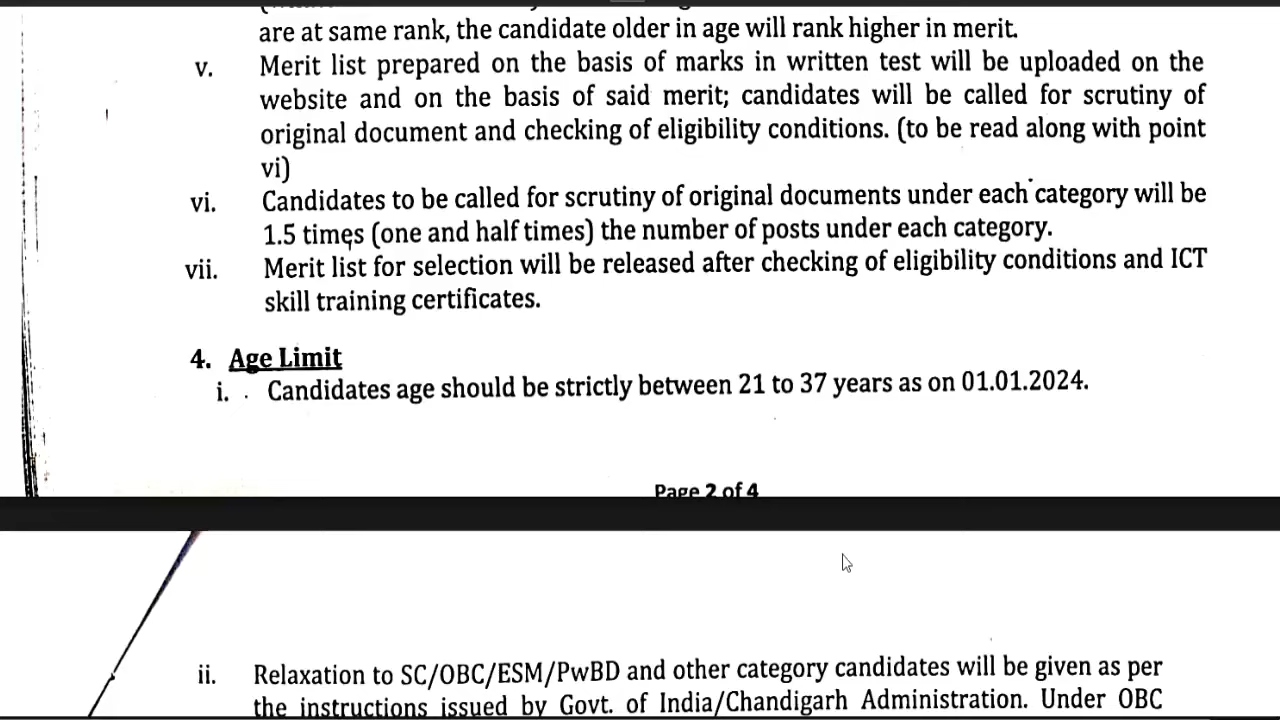 are at same rank, the candidate older in age will rank higher in merit.
v. Merit list prepared on the basis of marks in written test will be uploaded on the
website and on the basis of said merit; candidates will be called for scrutiny of
original document and checking of eligibility conditions. (to be read along with point
vi)
vi. Candidates to be called for scrutiny of original documents under each category will be
1.5 times (one and half times) the number of posts under each category.
vii. Merit list for selection will be released after checking of eligibility conditions and ICT
skill training certificates.
4. Age Limit
i. Candidates age should be strictly between 21 to 37 years as on 01.01.2024.
Page 2 of 4
ii. Relaxation to SC/OBC/ESM/PwBD and other category candidates will be given as per
the instructions issued by Govt. of India/Chandigarh Administration. Under OBC